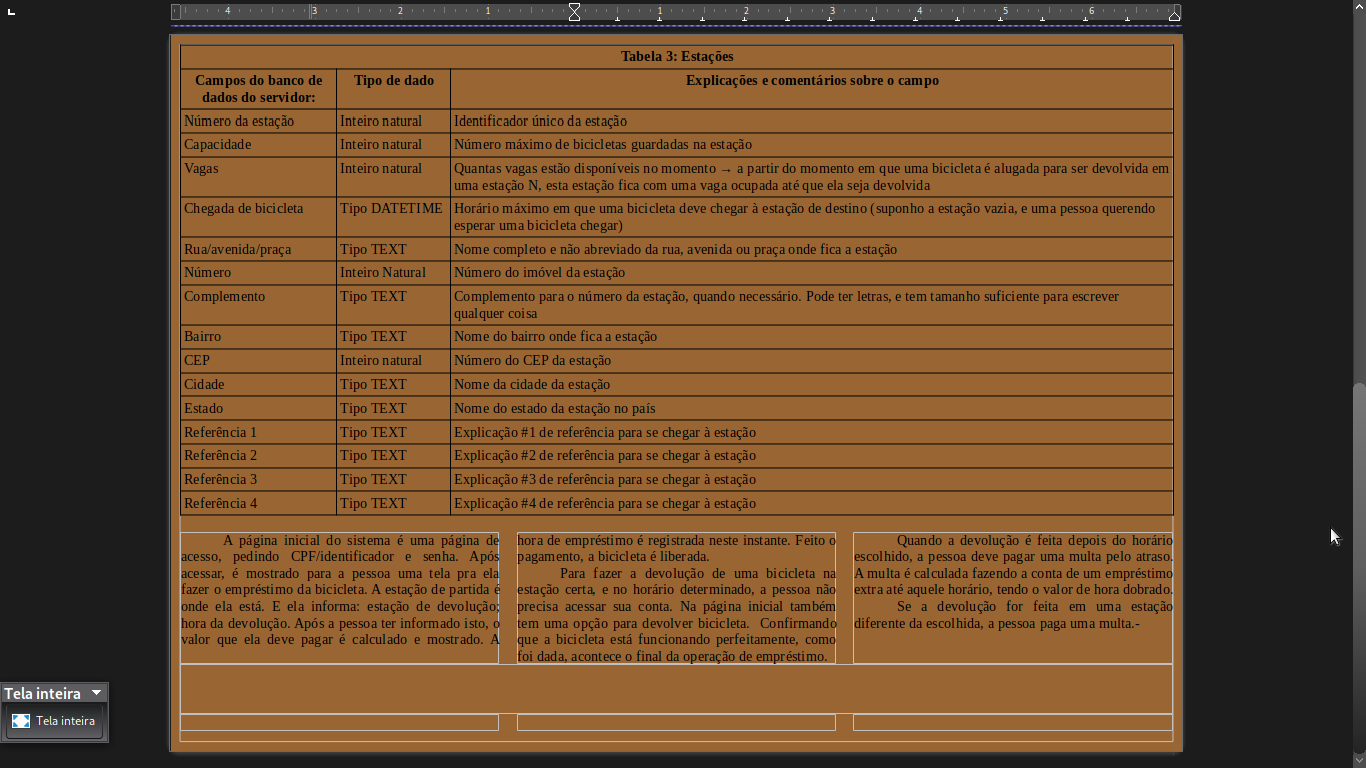 4 3 2 1 1 2 3 4 5 6
Tabela 3: Estações
Campos do banco de dados do servidor: Tipo de dado Explicações e comentários sobre o campo
Número da estação Inteiro natural Identificador único da estação
Capacidade Inteiro natural Número máximo de bicicletas guardadas na estação
Vagas Inteiro natural Quantas vagas estão disponíveis no momento → a partir do momento em que uma bicicleta é alugada para ser devolvida em
uma estação N, esta estação fica com uma vaga ocupada até que ela seja devolvida
Chegada de bicicleta Tipo DATETIME Horário máximo em que uma bicicleta deve chegar à estação de destino (suponho a estação vazia, e uma pessoa querendo
esperar uma bicicleta chegar)
Rua/avenida/praça Tipo TEXT Nome completo e não abreviado da rua, avenida ou praça onde fica a estação
Número Inteiro Natural Número do imóvel da estação
Complemento Tipo TEXT Complemento para o número da estação, quando necessário. Pode ter letras, e tem tamanho suficiente para escrever
qualquer coisa
Bairro Tipo TEXT Nome do bairro onde fica a estação
CEP Inteiro natural Número do CEP da estação
Cidade Tipo TEXT Nome da cidade da estação
Estado Tipo TEXT Nome do estado da estação no país
Referência 1 Tipo TEXT Explicação #1 de referência para se chegar à estação
Referência 2 Tipo TEXT Explicação #2 de referência para se chegar à estação
Referência 3 Tipo TEXT Explicação #3 de referência para se chegar à estação
Referência 4 Tipo TEXT Explicação #4 de referência para se chegar à estação
A página inicial do sistema é uma página de
acesso, pedindo CPF/identificador e senha. Após
acessar, é mostrado para a pessoa uma tela pra ela
fazer o empréstimo da bicicleta. A estação de partida é
onde ela está. E ela informa: estação de devolução;
hora da devolução. Após a pessoa ter informado isto, o
valor que ela deve pagar é calculado e mostrado. A
hora de empréstimo é registrada neste instante. Feito o
pagamento, a bicicleta é liberada.
Para fazer a devolução de uma bicicleta na
estação certa, e no horário determinado, a pessoa não
precisa acessar sua conta. Na página inicial também
tem uma opção para devolver bicicleta. Confirmando
que a bicicleta está funcionando perfeitamente, como
foi dada, acontece o final da operação de empréstimo.
Quando a devolução é feita depois do horário
escolhido, a pessoa deve pagar uma multa pelo atraso.
A multa é calculada fazendo a conta de um empréstimo
extra até aquele horário, tendo o valor de hora dobrado.
Se a devolução for feita em uma estação
diferente da escolhida, a pessoa paga uma multa.-
Tela inteira
Tela inteira